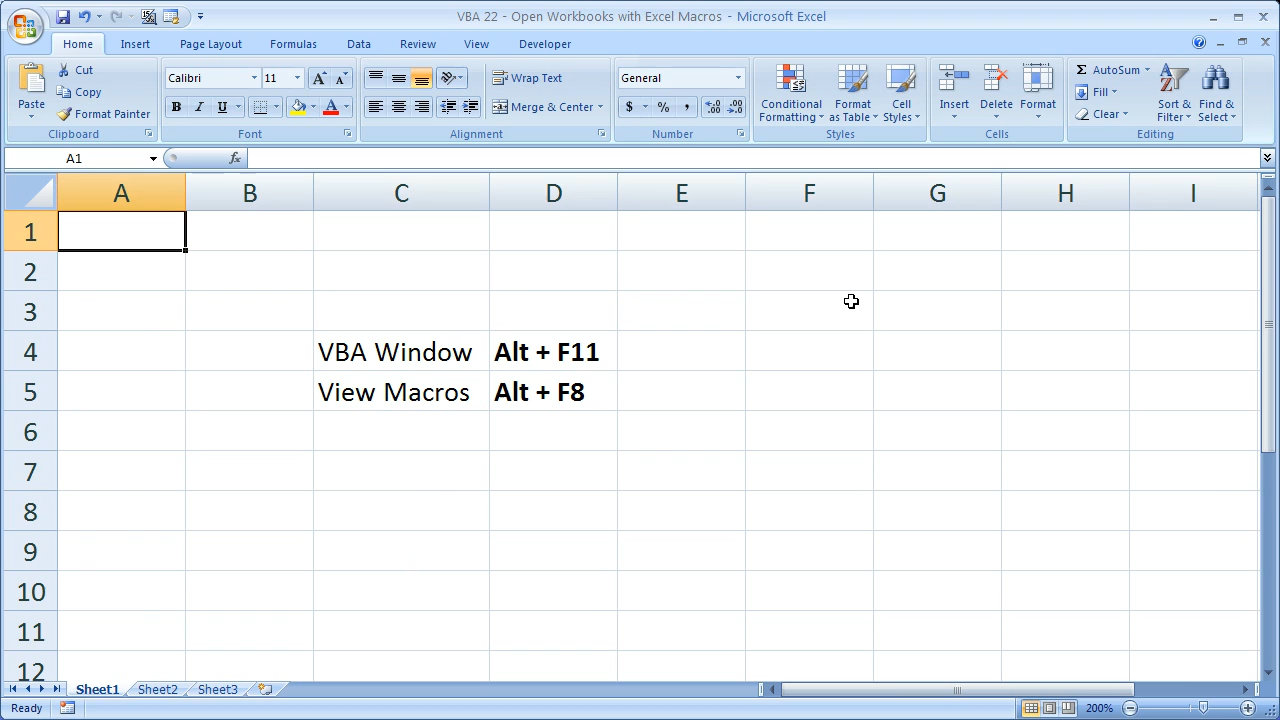 VBA 22 - Open Workbooks with Excel Macros - Microsoft Excel
Home Insert Page Layout Formulas Data Review View Developer
Paste
Cut
Copy
Format Painter
Clipboard
Calibri 11
B I U A
Font
Wrap Text
Merge & Center
Alignment
General
$ % ,
Number
Conditional Formatting
Format as Table
Cell Styles
Styles
Insert Delete Format
Cells
Σ AutoSum
Fill
Clear
Sort & Filter
Find & Select
Editing
A1 fx
A B C D E F G H I
1
2
3
4 VBA Window Alt + F11
5 View Macros Alt + F8
6
7
8
9
10
11
12
Sheet1 Sheet2 Sheet3
Ready 200%